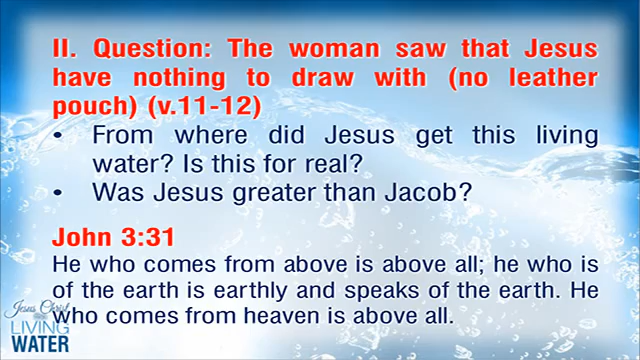 II. Question: The woman saw that Jesus
have nothing to draw with (no leather
pouch) (v.11-12)
• From where did Jesus get this living
water? Is this for real?
• Was Jesus greater than Jacob?
John 3:31
He who comes from above is above all; he who is
of the earth is earthly and speaks of the earth. He
who comes from heaven is above all.
Jesus Christ
LIVING
WATER